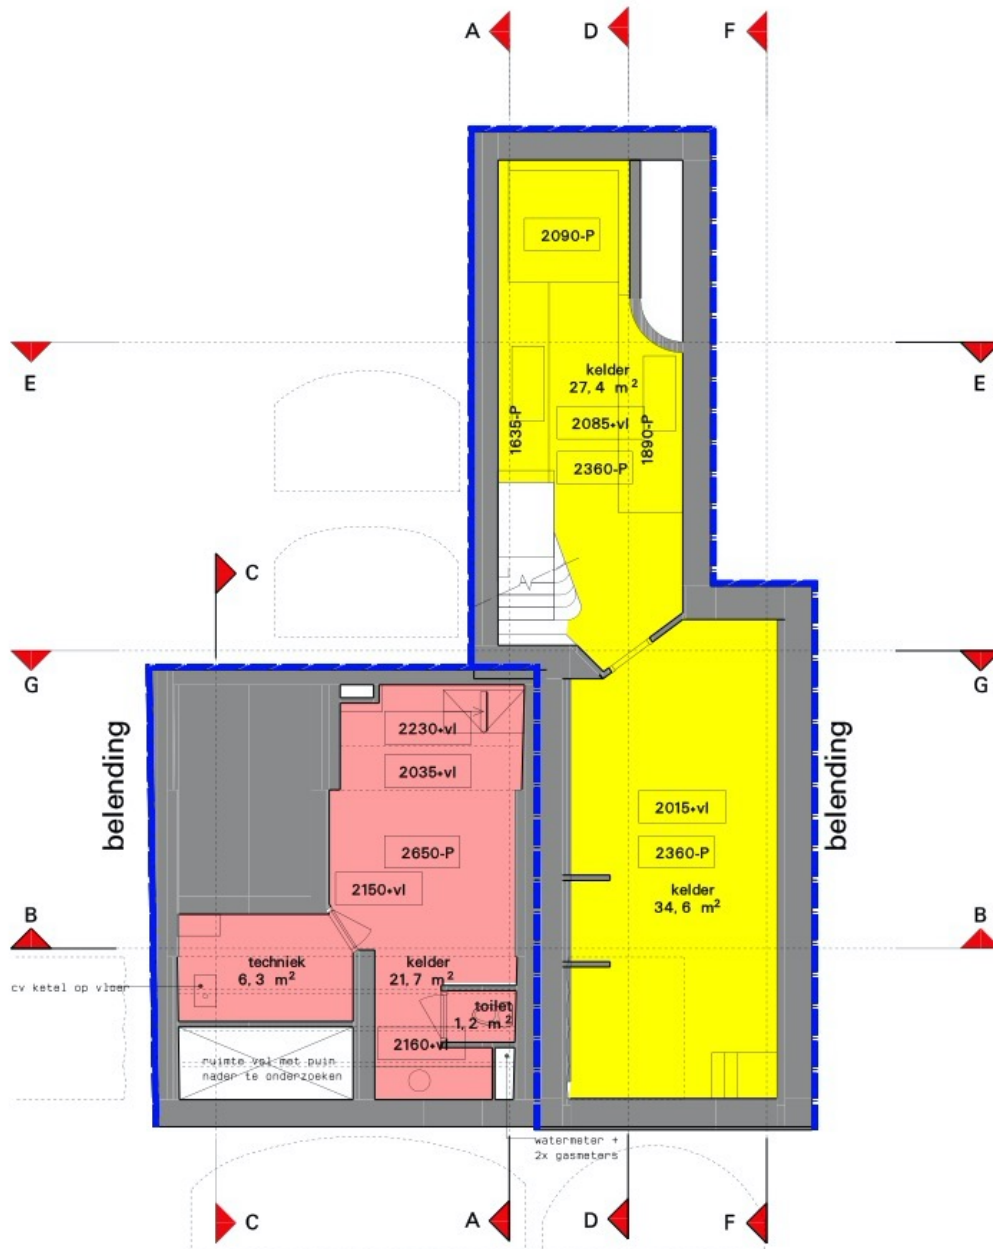 A
D
F
2090-P
E
E
kelder
27,4 m²
1635-P
2085+vl
1890-P
2360-P
C
G
G
belending
2230+vl
2035+vl
2650-P
2150+vl
belending
2015+vl
2360-P
kelder
34,6 m²
B
B
techniek
6,3 m²
kelder
21,7 m²
cv ketel op vloer
toilet
1,2 m²
2160+vl
ruimte vol met puin
nader te onderzoeken
watermeter +
2x gasmeters
C
A
D
F